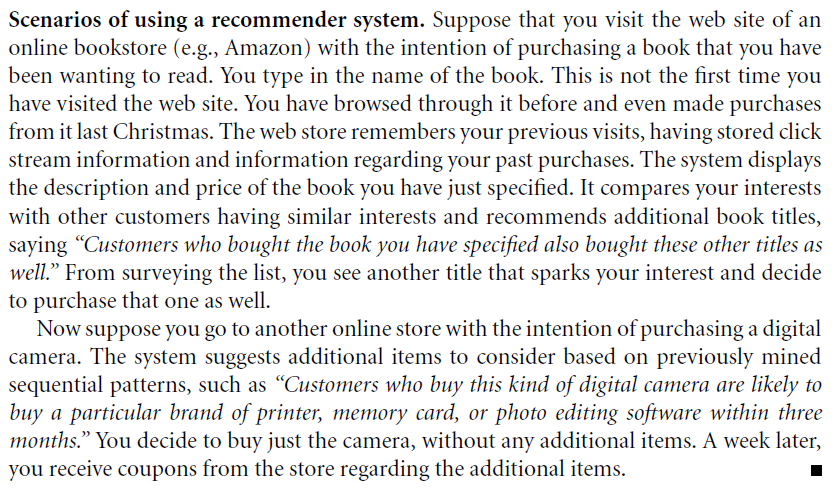 Scenarios of using a recommender system. Suppose that you visit the web site of an
online bookstore (e.g., Amazon) with the intention of purchasing a book that you have
been wanting to read. You type in the name of the book. This is not the first time you
have visited the web site. You have browsed through it before and even made purchases
from it last Christmas. The web store remembers your previous visits, having stored click
stream information and information regarding your past purchases. The system displays
the description and price of the book you have just specified. It compares your interests
with other customers having similar interests and recommends additional book titles,
saying “Customers who bought the book you have specified also bought these other titles as
well.” From surveying the list, you see another title that sparks your interest and decide
to purchase that one as well.
Now suppose you go to another online store with the intention of purchasing a digital
camera. The system suggests additional items to consider based on previously mined
sequential patterns, such as “Customers who buy this kind of digital camera are likely to
buy a particular brand of printer, memory card, or photo editing software within three
months.” You decide to buy just the camera, without any additional items. A week later,
you receive coupons from the store regarding the additional items. ■